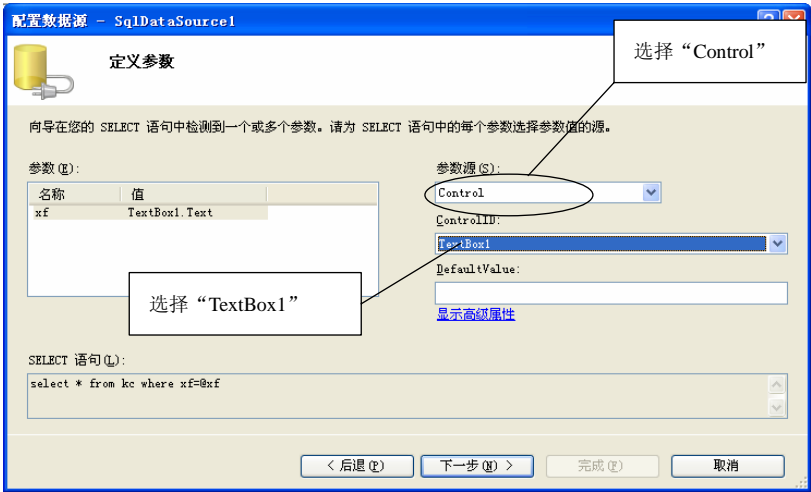 配置数据源 - SqlDataSource1
选择“Control”
定义参数
向导在您的 SELECT 语句中检测到一个或多个参数。请为 SELECT 语句中的每个参数选择参数值的源。
参数(E):
名称 值
xf TextBox1.Text
参数源(S):
Control
ControlID:
TextBox1
DefaultValue:
显示高级属性
选择“TextBox1”
SELECT 语句(L):
select * from kc where xf=@xf
< 后退(P)
下一步(N) >
完成(F)
取消